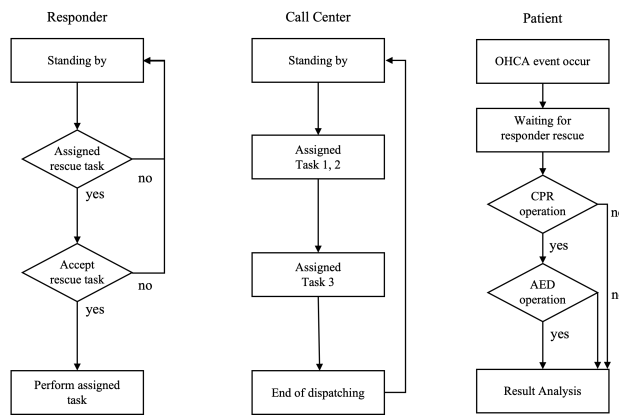 Responder
Standing by
Assigned
rescue task
no
yes
Accept
rescue task
no
yes
Perform assigned
task
Call Center
Standing by
Assigned
Task 1, 2
Assigned
Task 3
End of dispatching
Patient
OHCA event occur
Waiting for
responder rescue
CPR
operation
no
yes
AED
operation
no
yes
Result Analysis